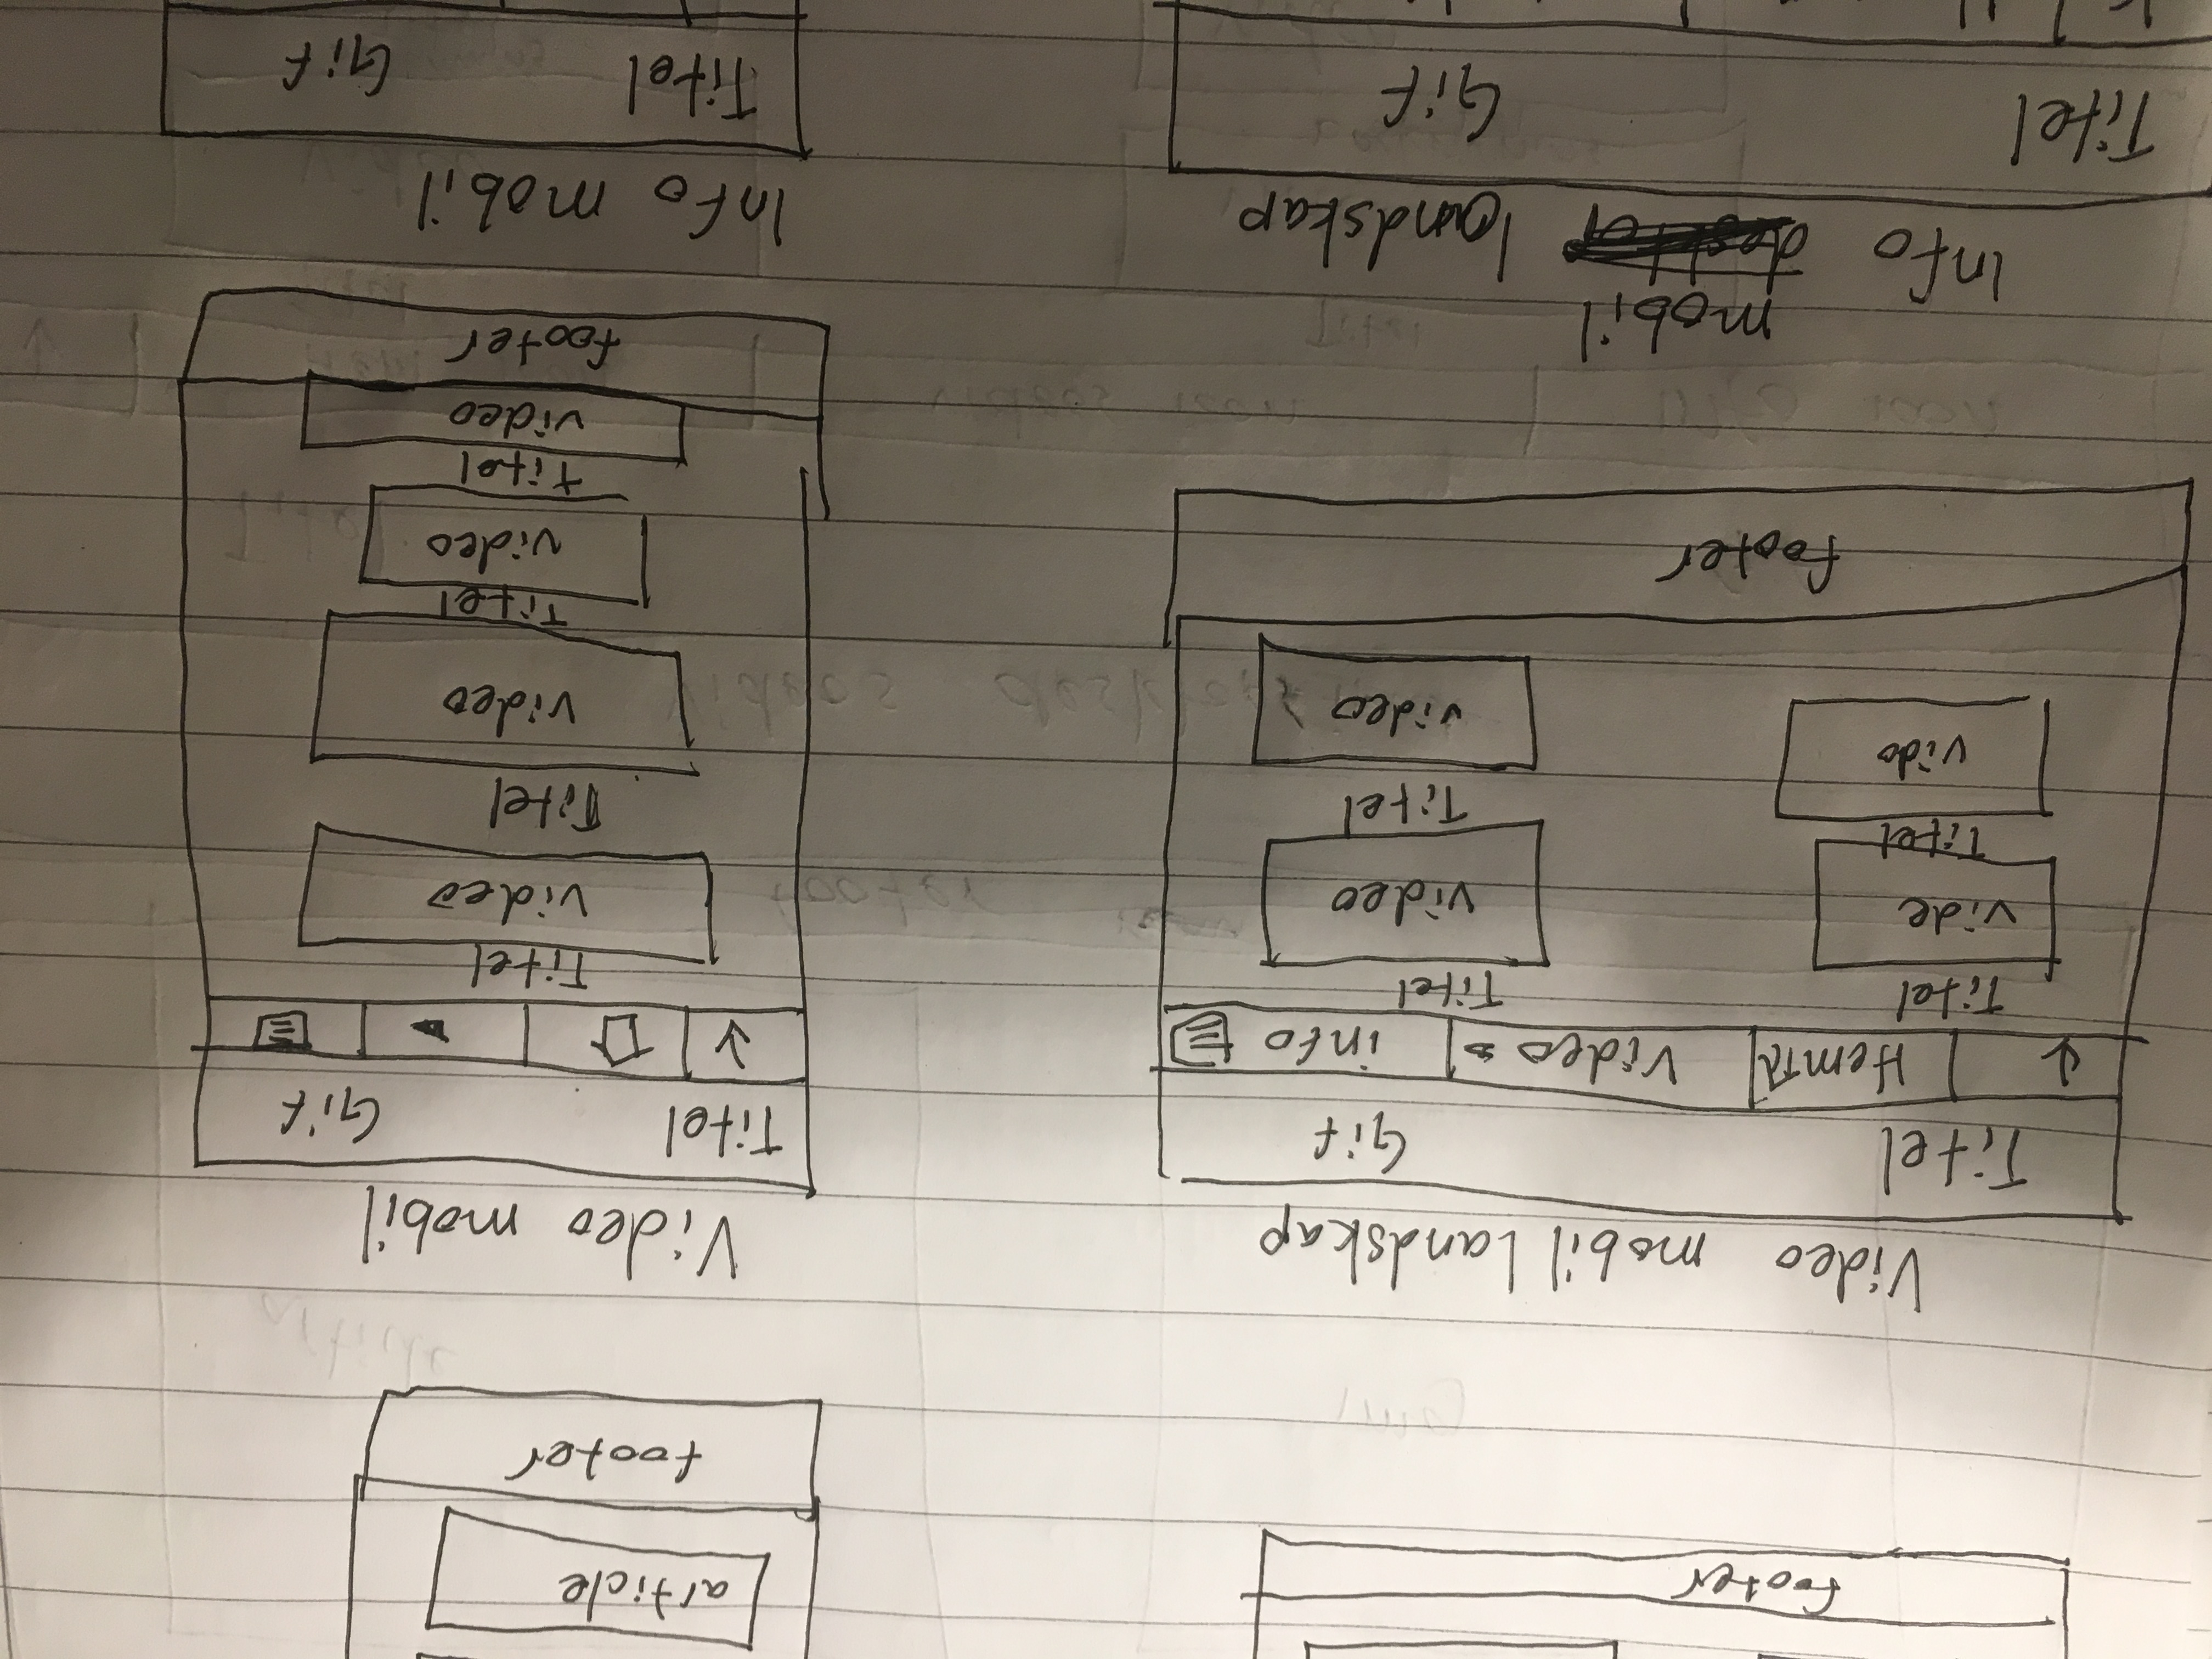 footer
article
footer
Video mobil landskap
Titel Gif
Hem Video info
Titel Titel
vide video
Titel Titel
vido video
footer
Video mobil
Titel Gif
Titel
video
Titel
video
Titel
video
Titel
video
footer
mobil
Info landskap
Titel Gif
Info mobil
Titel Gif